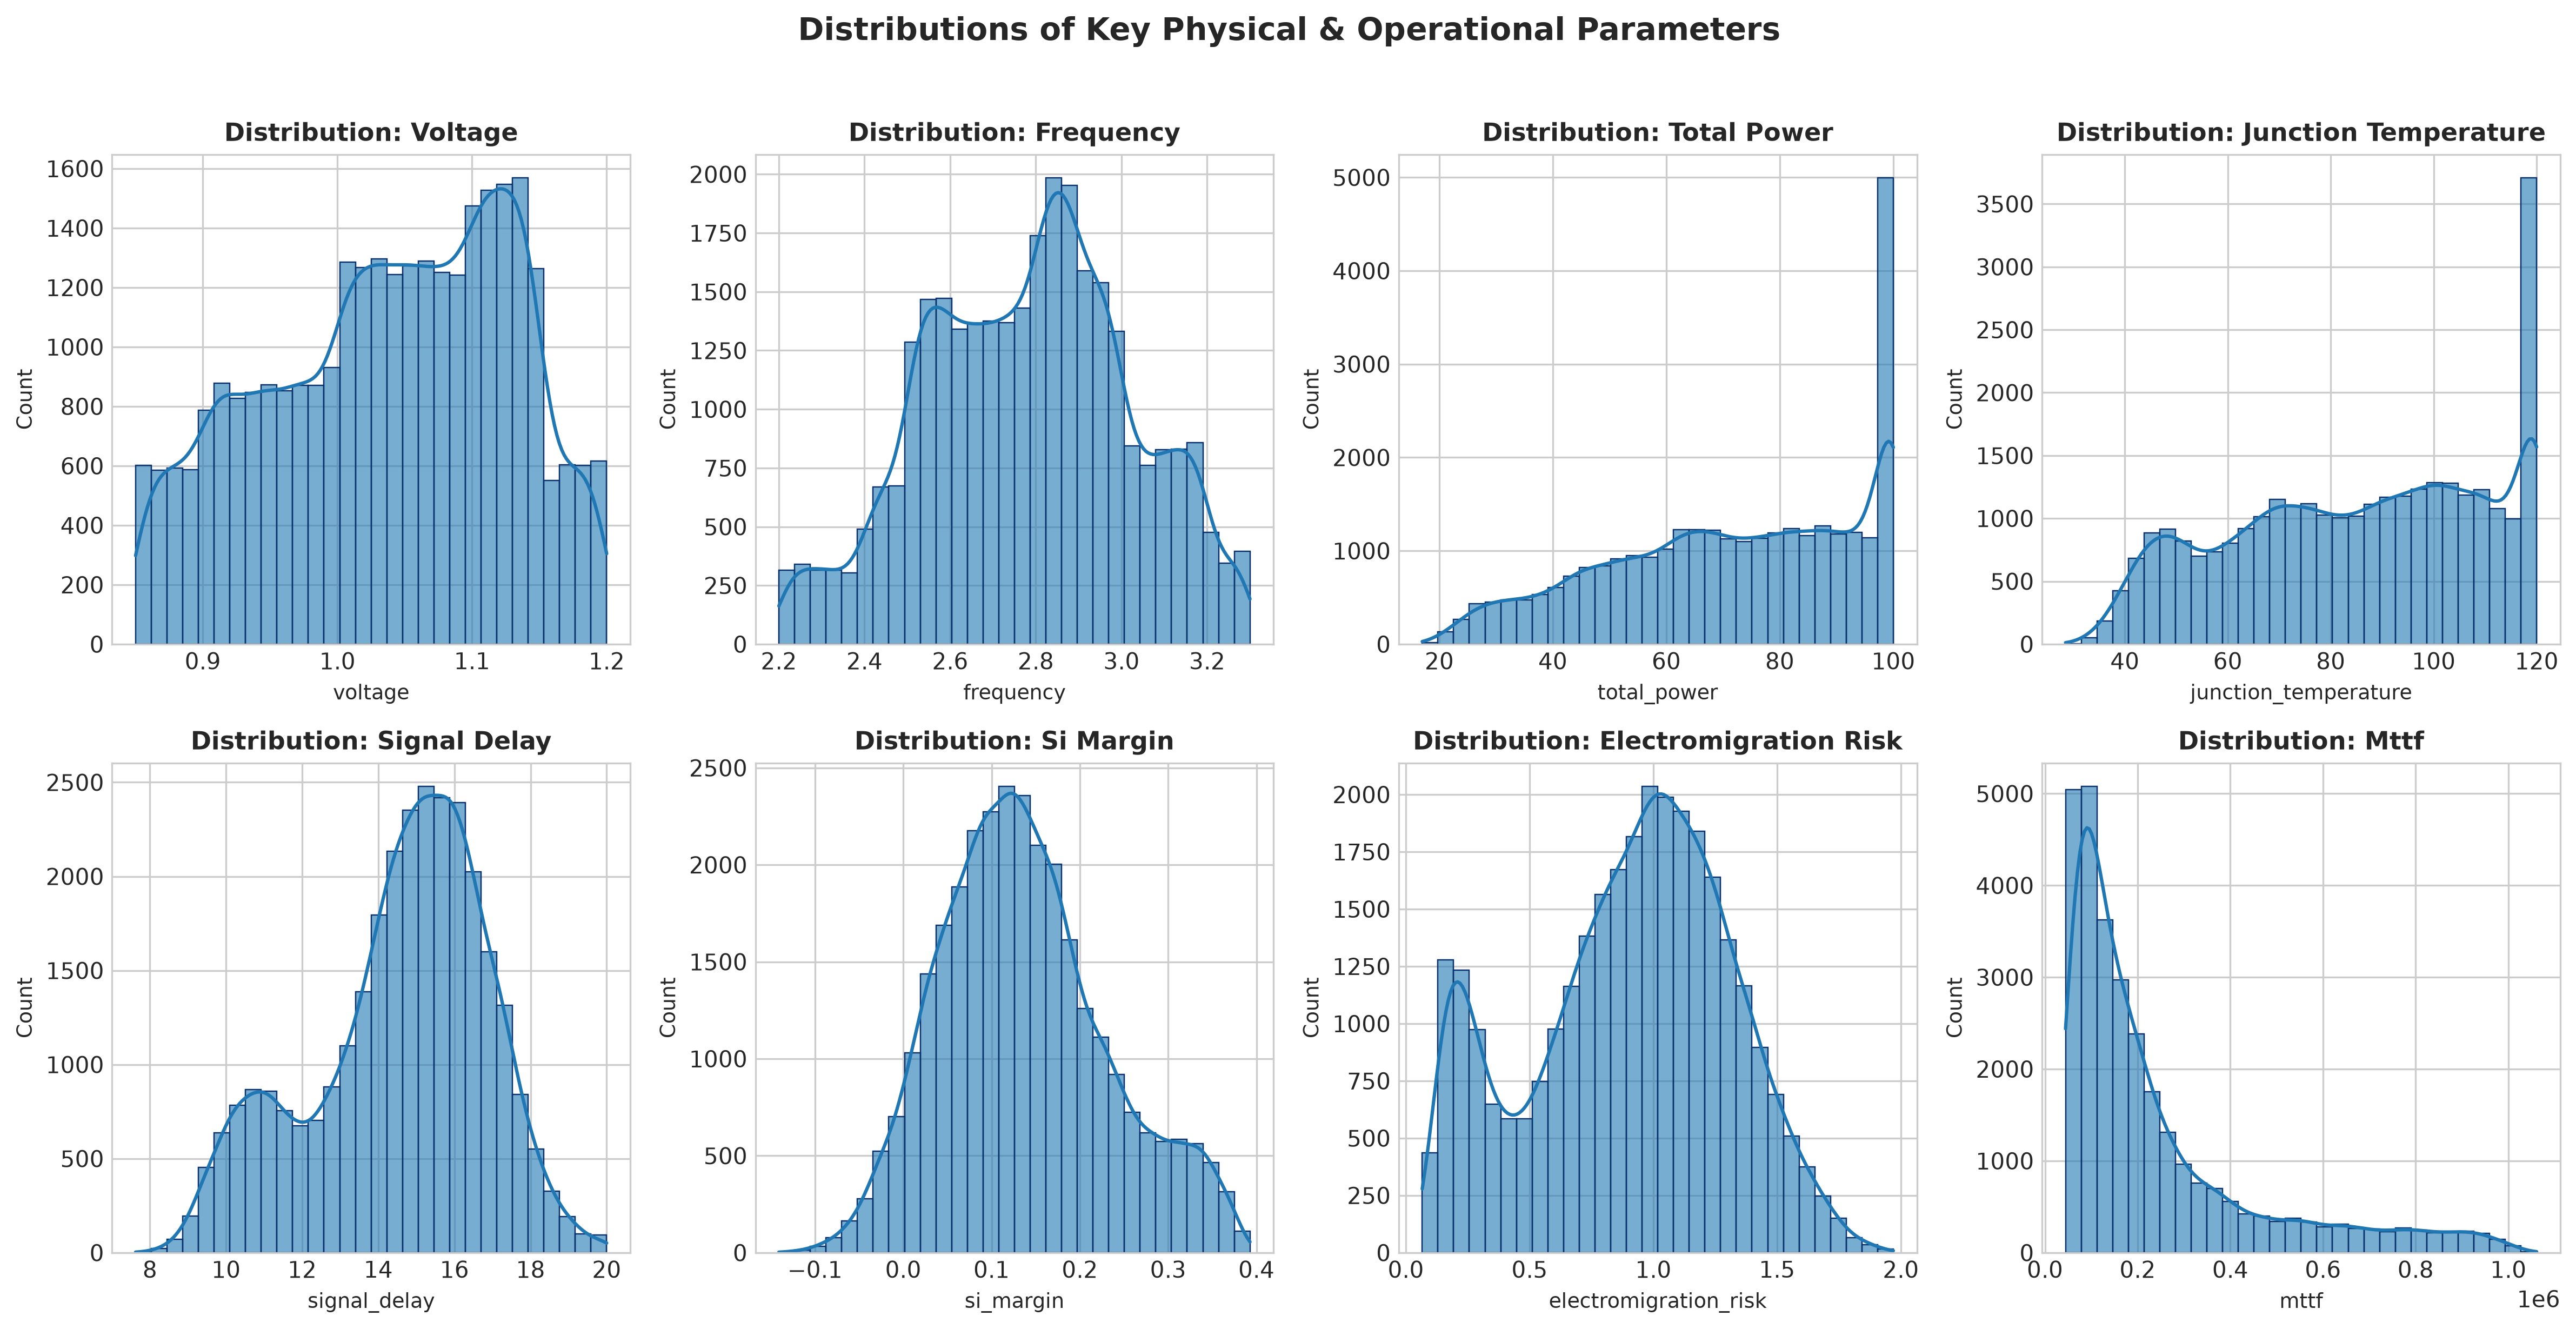 Distributions of Key Physical & Operational Parameters
Distribution: Voltage
1600
1400
1200
1000
800
600
400
200
0
Count
0.9 1.0 1.1 1.2
voltage
Distribution: Frequency
2000
1750
1500
1250
1000
750
500
250
0
Count
2.2 2.4 2.6 2.8 3.0 3.2
frequency
Distribution: Total Power
5000
4000
3000
2000
1000
0
Count
20 40 60 80 100
total_power
Distribution: Junction Temperature
3500
3000
2500
2000
1500
1000
500
0
Count
40 60 80 100 120
junction_temperature
Distribution: Signal Delay
2500
2000
1500
1000
500
0
Count
8 10 12 14 16 18 20
signal_delay
Distribution: Si Margin
2500
2000
1500
1000
500
0
Count
−0.1 0.0 0.1 0.2 0.3 0.4
si_margin
Distribution: Electromigration Risk
2000
1750
1500
1250
1000
750
500
250
0
Count
0.0 0.5 1.0 1.5 2.0
electromigration_risk
Distribution: Mttf
5000
4000
3000
2000
1000
0
Count
0.0 0.2 0.4 0.6 0.8 1.0
1e6
mttf